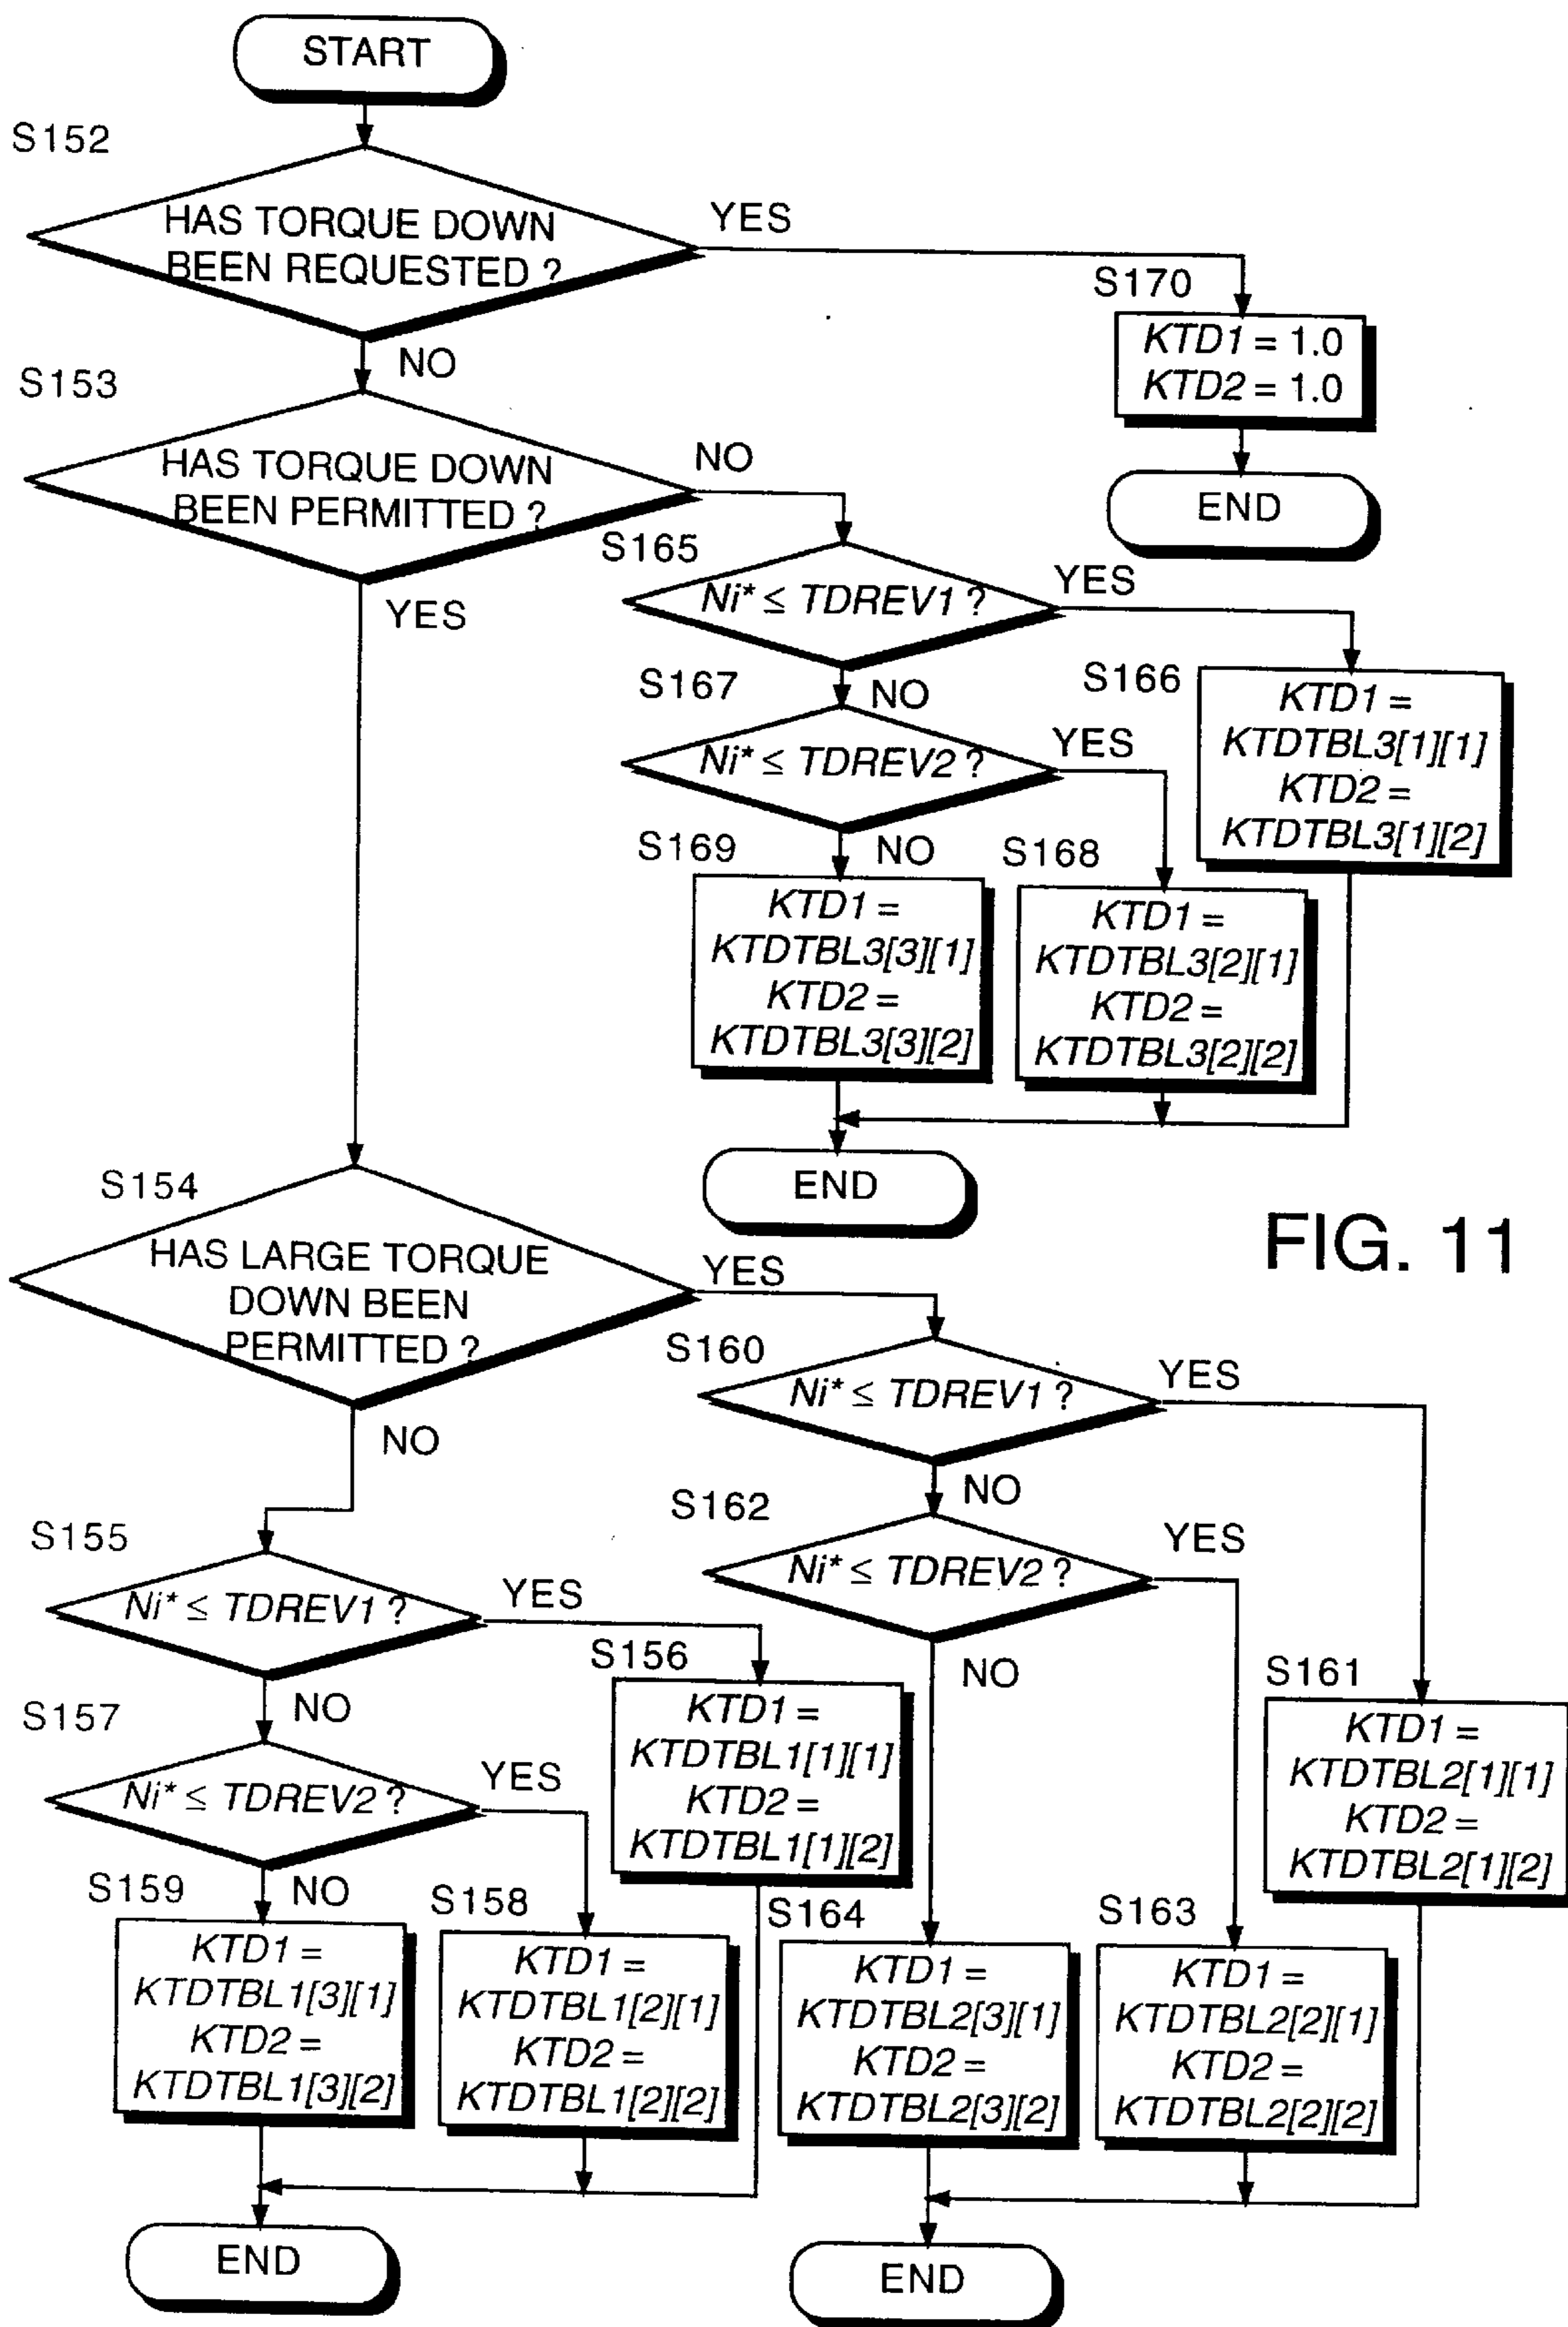 START
S152
HAS TORQUE DOWN
BEEN REQUESTED ?
YES
NO
S170
KTD1 = 1.0
KTD2 = 1.0
END
S153
HAS TORQUE DOWN
BEEN PERMITTED ?
NO
YES
S165
Ni* ≤ TDREV1 ?
YES
NO
S166
KTD1 =
KTDTBL3[1][1]
KTD2 =
KTDTBL3[1][2]
S167
Ni* ≤ TDREV2 ?
YES
NO
S169
KTD1 =
KTDTBL3[3][1]
KTD2 =
KTDTBL3[3][2]
S168
KTD1 =
KTDTBL3[2][1]
KTD2 =
KTDTBL3[2][2]
END
FIG. 11
S154
HAS LARGE TORQUE
DOWN BEEN
PERMITTED ?
YES
NO
S160
Ni* ≤ TDREV1 ?
YES
NO
S162
Ni* ≤ TDREV2 ?
YES
NO
S155
Ni* ≤ TDREV1 ?
YES
NO
S156
KTD1 =
KTDTBL1[1][1]
KTD2 =
KTDTBL1[1][2]
S161
KTD1 =
KTDTBL2[1][1]
KTD2 =
KTDTBL2[1][2]
S157
Ni* ≤ TDREV2 ?
YES
NO
S159
KTD1 =
KTDTBL1[3][1]
KTD2 =
KTDTBL1[3][2]
S158
KTD1 =
KTDTBL1[2][1]
KTD2 =
KTDTBL1[2][2]
S164
KTD1 =
KTDTBL2[3][1]
KTD2 =
KTDTBL2[3][2]
S163
KTD1 =
KTDTBL2[2][1]
KTD2 =
KTDTBL2[2][2]
END
END